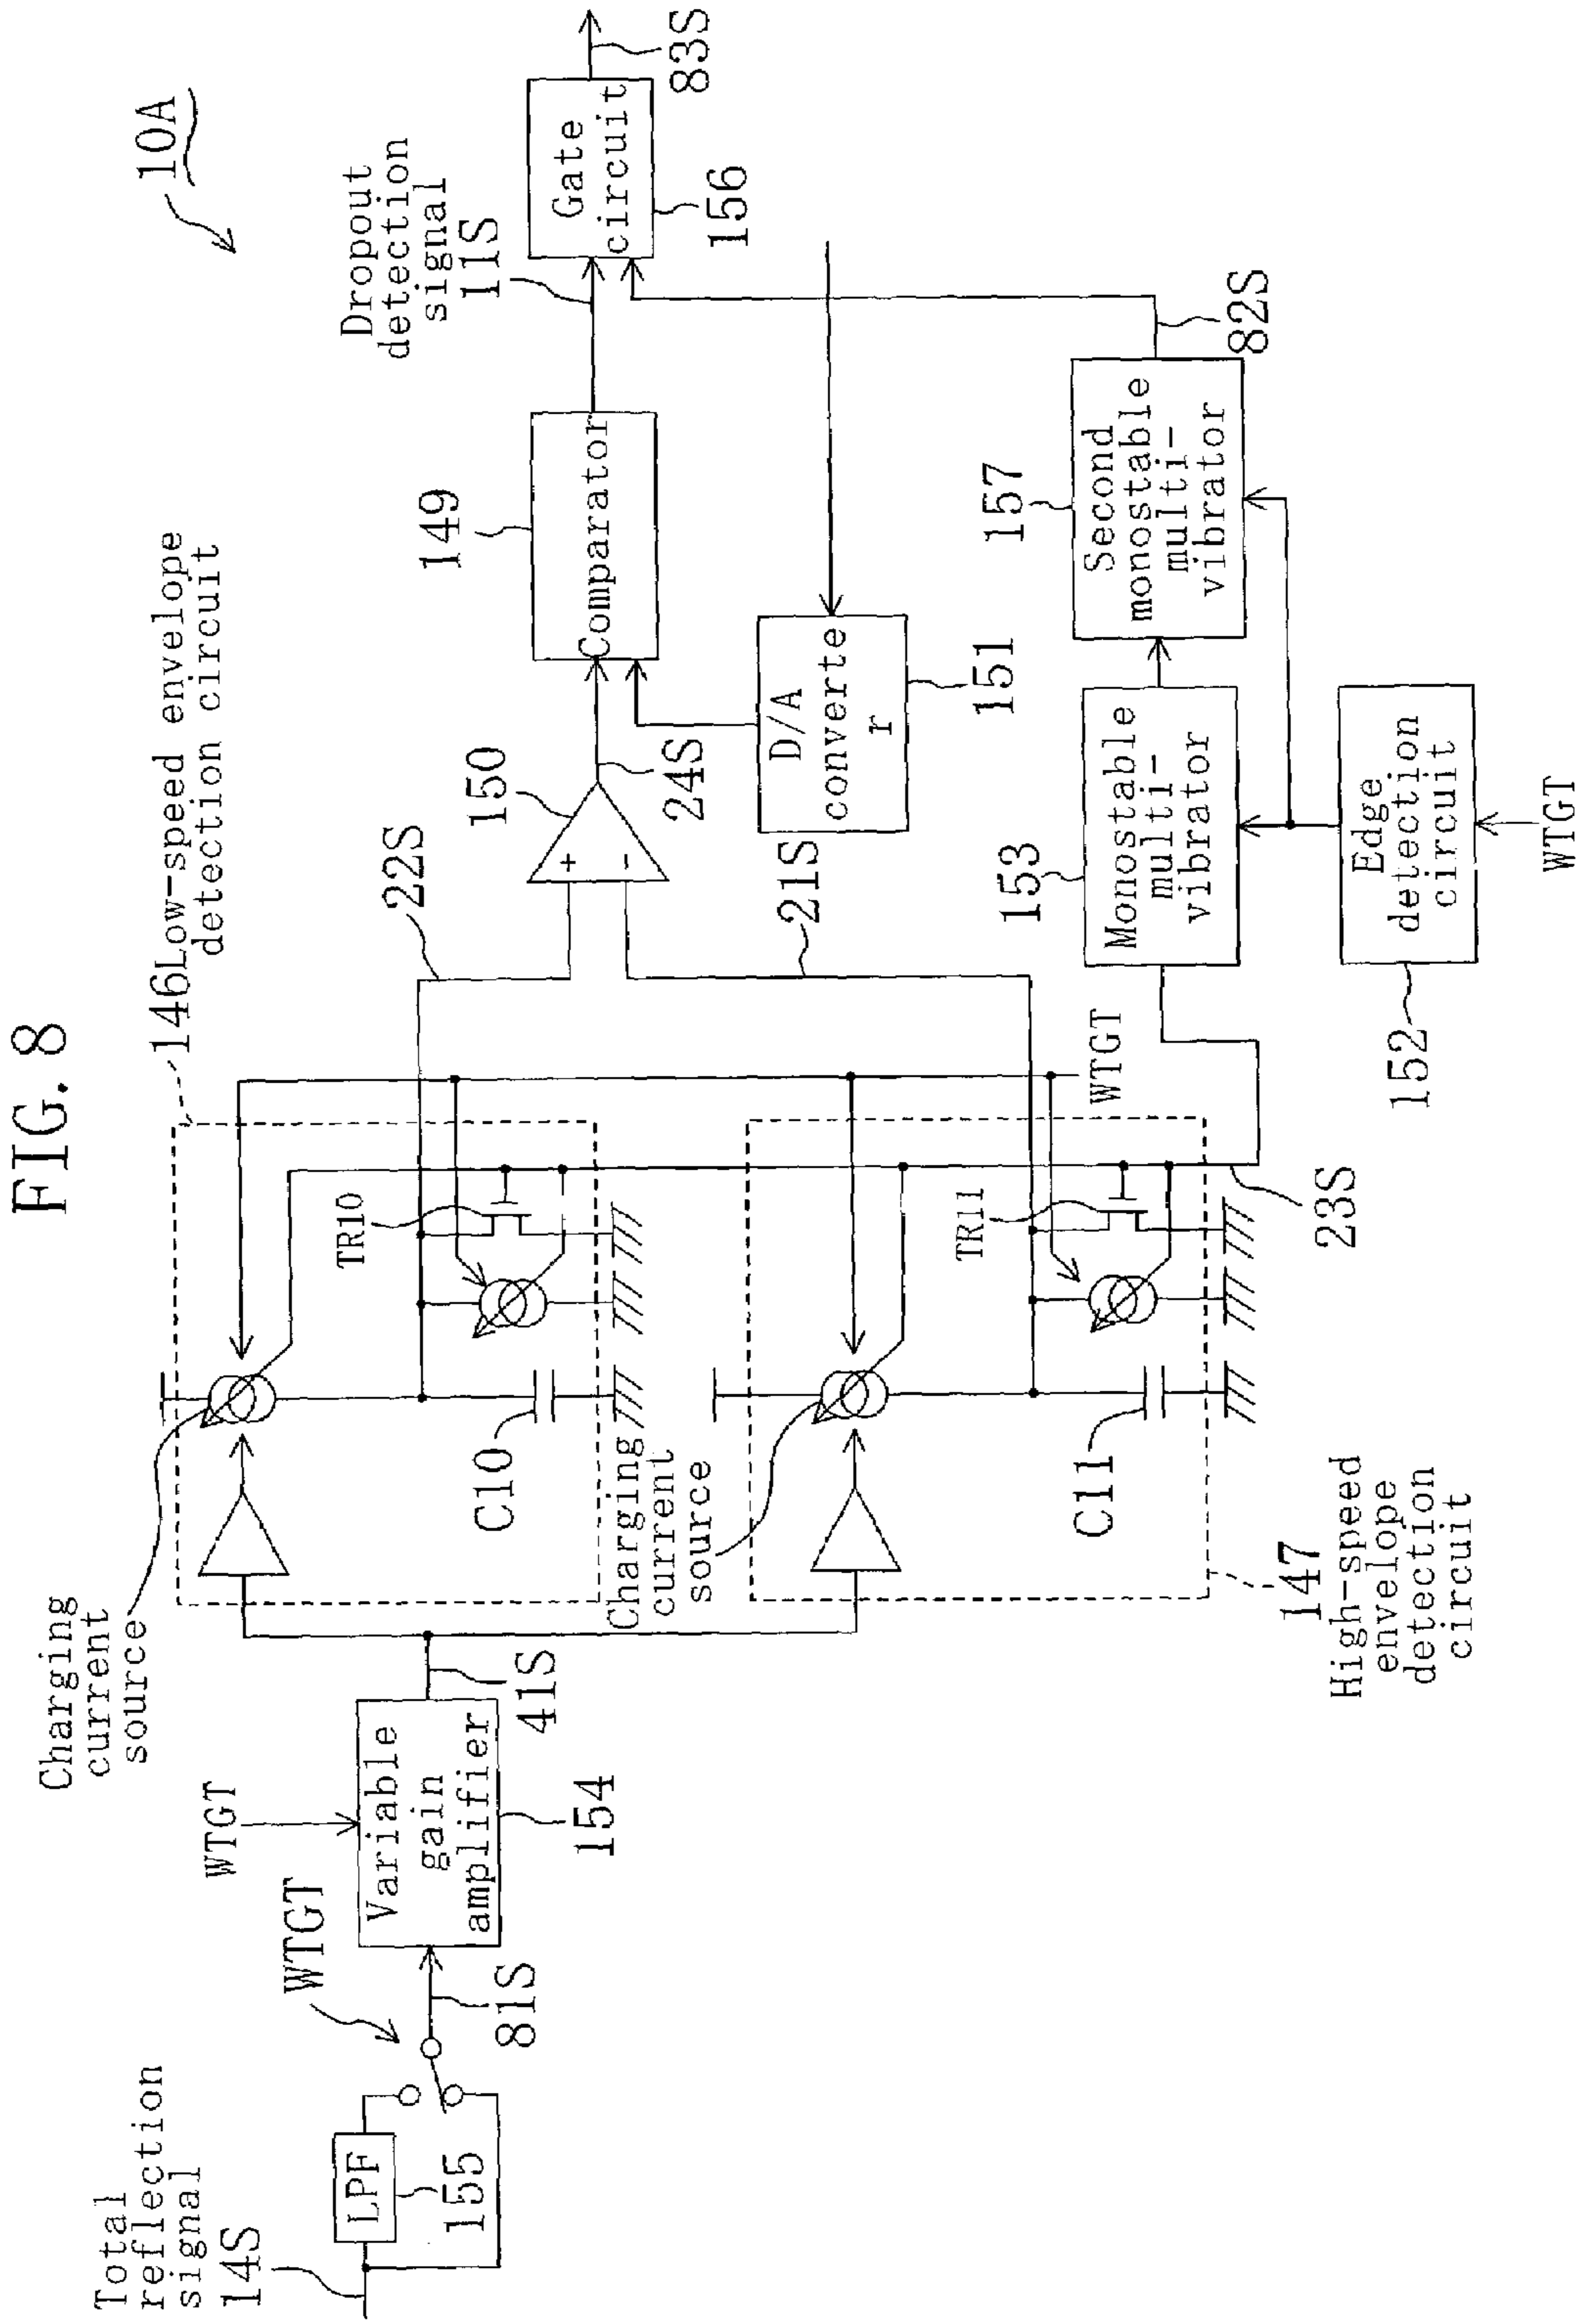 FIG. 8
10A
Total
reflection
signal
14S
LPF
155
WTGT
81S
WTGT
Variable
gain
amplifier
154
41S
Charging
current
source
146
Low-speed envelope
detection circuit
C10
TR10
Charging
current
source
C11
TR11
147
High-speed
envelope
detection
circuit
WTGT
23S
22S
21S
150
+
-
24S
149
Comparator
D/A
converte
r
151
Dropout
detection
signal
11S
Gate
circuit
156
83S
153
Monostable
multi-
vibrator
157
Second
monostable
multi-
vibrator
82S
Edge
detection
circuit
152
WTGT